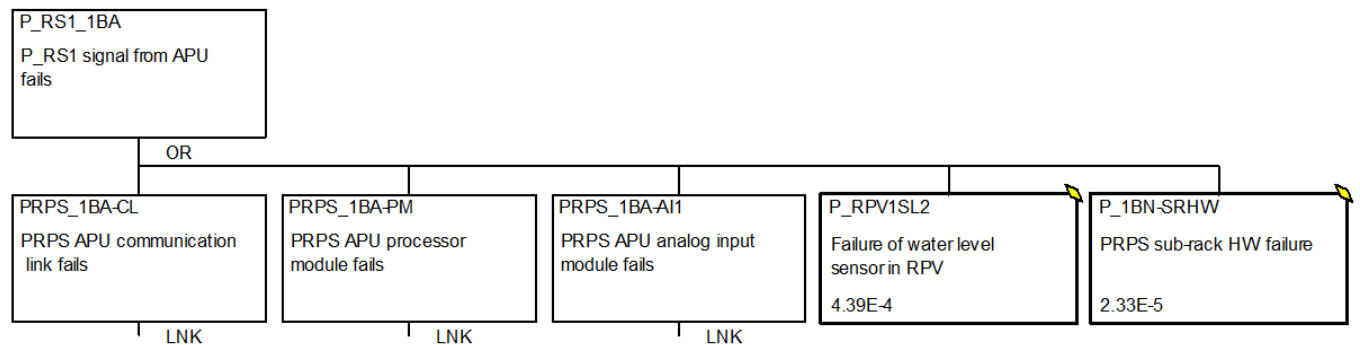 P_RS1_1BA
P_RS1 signal from APU
fails
OR
PRPS_1BA-CL
PRPS APU communication
link fails
LNK
PRPS_1BA-PM
PRPS APU processor
module fails
LNK
PRPS_1BA-AI1
PRPS APU analog input
module fails
LNK
P_RPV1SL2
Failure of water level
sensor in RPV
4.39E-4
P_1BN-SRHW
PRPS sub-rack HW failure
2.33E-5